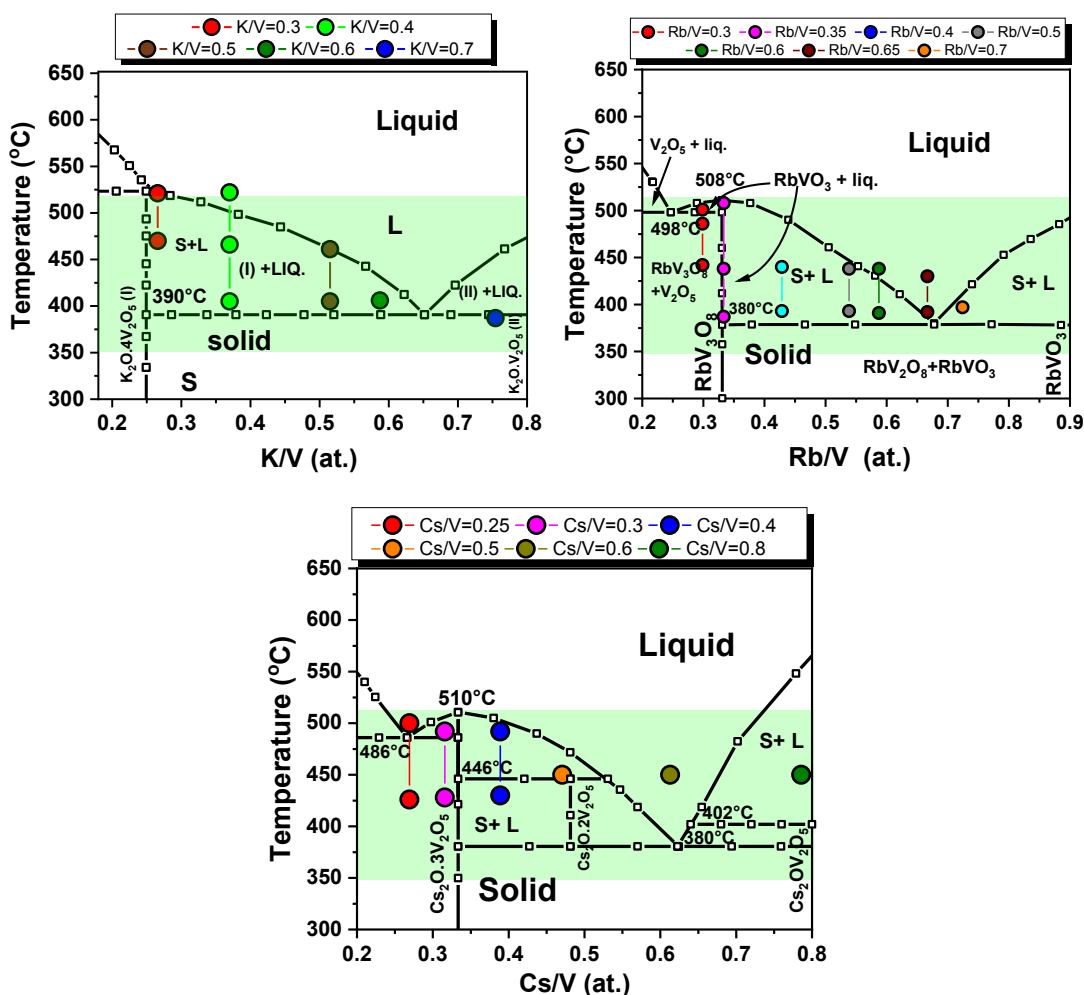 K/V=0.3 K/V=0.4
K/V=0.5 K/V=0.6 K/V=0.7
650
600
550
500
450
400
350
300
Temperature (°C)
Liquid
L
S+L
(I) +LIQ.
(II) +LIQ.
390°C
solid
S
K₂O.4V₂O₅ (I)
K₂O.V₂O₅ (II)
0.2 0.3 0.4 0.5 0.6 0.7 0.8
K/V (at.)
Rb/V=0.3 Rb/V=0.35 Rb/V=0.4 Rb/V=0.5
Rb/V=0.6 Rb/V=0.65 Rb/V=0.7
650
600
550
500
450
400
350
300
Temperature (°C)
Liquid
V₂O₅ + liq.
508°C
RbVO₃ + liq.
498°C
RbV₃O₈
+V₂O₅
S+ L
S+ L
380°C
Solid
RbV₃O₈
RbV₂O₈+RbVO₃
RbVO₃
0.2 0.3 0.4 0.5 0.6 0.7 0.8 0.9
Rb/V (at.)
Cs/V=0.25 Cs/V=0.3 Cs/V=0.4
Cs/V=0.5 Cs/V=0.6 Cs/V=0.8
650
600
550
500
450
400
350
300
Temperature (°C)
Liquid
510°C
S+ L
486°C
446°C
S+ L
402°C
380°C
Cs₂O.3V₂O₅
Cs₂O.2V₂O₅
Cs₂OV₂O₅
Solid
0.2 0.3 0.4 0.5 0.6 0.7 0.8
Cs/V (at.)